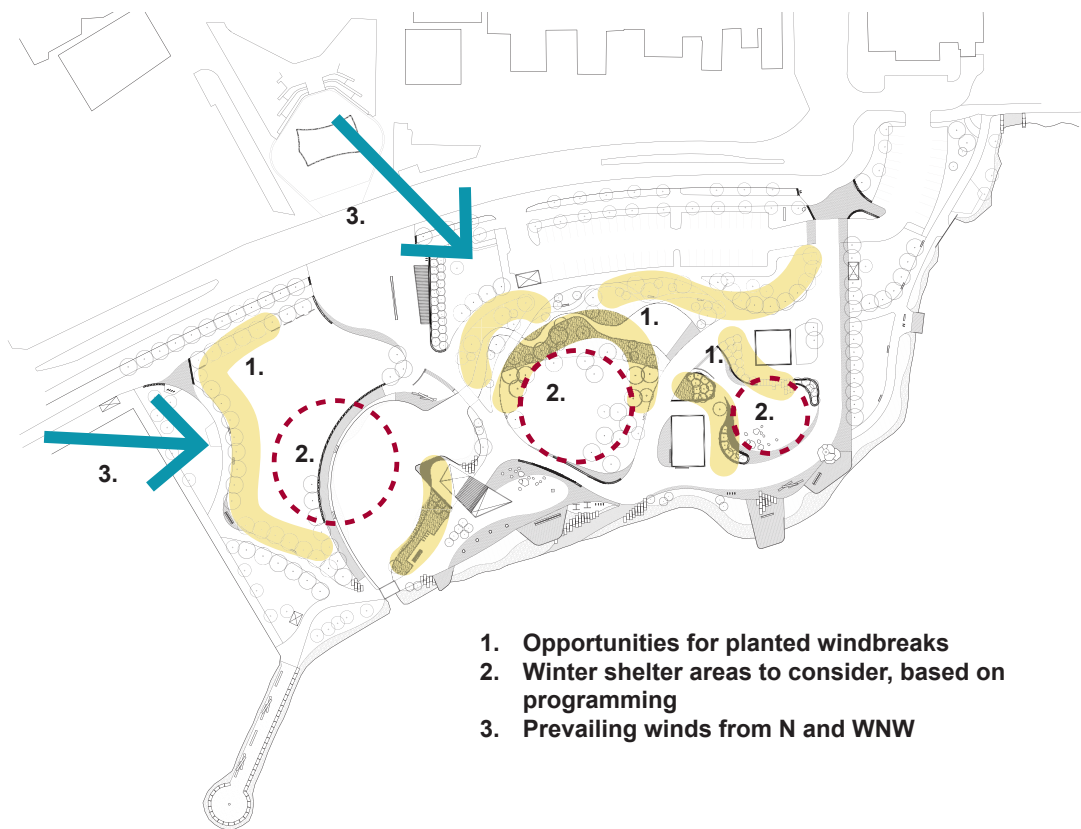 3.
1.
1.
1.
2.
2.
2.
3.
1. Opportunities for planted windbreaks
2. Winter shelter areas to consider, based on
programming
3. Prevailing winds from N and WNW